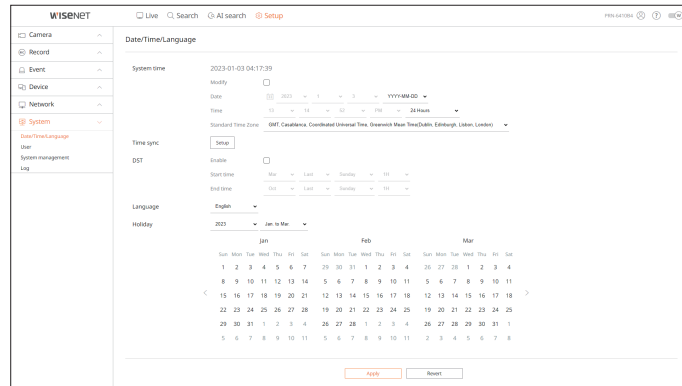 WISENET
Live Search AI search Setup
PRN-6410B4
Camera
Record
Event
Device
Network
System
Date/Time/Language
User
System management
Log
Date/Time/Language
System time 2023-01-03 04:17:39
Modify
Date 2023 1 3 YYYY-MM-DD
Time 24 Hours
Standard Time Zone GMT, Casablanca, Coordinated Universal Time, Greenwich Mean Time(Dublin, Edinburgh, Lisbon, London)
Time sync Setup
DST Enable
Start time Mar Last Sunday
End time Oct Last Sunday
Language English
Holiday 2023 Jan. to Mar.
Jan Feb Mar
Sun Mon Tue Wed Thu Fri Sat Sun Mon Tue Wed Thu Fri Sat Sun Mon Tue Wed Thu Fri Sat
1 2 3 4 5 6 7 29 30 31 1 2 3 4 26 27 28 1 2 3 4
8 9 10 11 12 13 14 5 6 7 8 9 10 11 5 6 7 8 9 10 11
15 16 17 18 19 20 21 12 13 14 15 16 17 18 12 13 14 15 16 17 18
22 23 24 25 26 27 28 19 20 21 22 23 24 25 19 20 21 22 23 24 25
29 30 31 1 2 3 4 26 27 28 1 2 3 4 26 27 28 29 30 31 1
5 6 7 8 9 10 11 5 6 7 8 9 10 11 2 3 4 5 6 7 8
Apply Revert